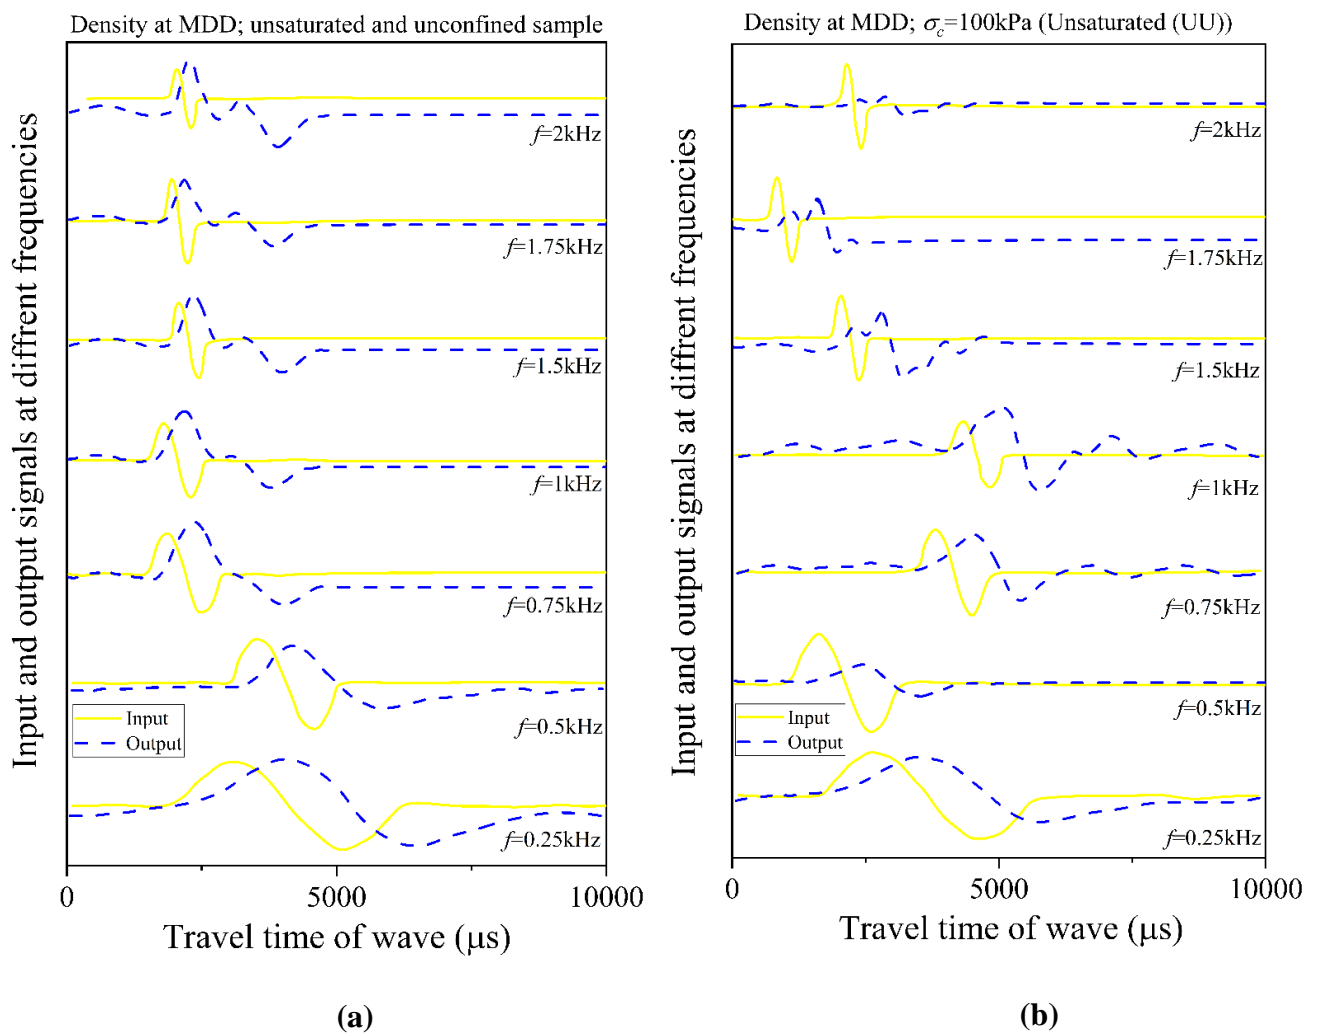 Density at MDD; unsaturated and unconfined sample
Input and output signals at diffrent frequencies
f=2kHz
f=1.75kHz
f=1.5kHz
f=1kHz
f=0.75kHz
f=0.5kHz
Input
Output
f=0.25kHz
0
5000
10000
Travel time of wave (μs)
(a)
Density at MDD; σc=100kPa (Unsaturated (UU))
Input and output signals at diffrent frequencies
f=2kHz
f=1.75kHz
f=1.5kHz
f=1kHz
f=0.75kHz
f=0.5kHz
Input
Output
f=0.25kHz
0
5000
10000
Travel time of wave (μs)
(b)